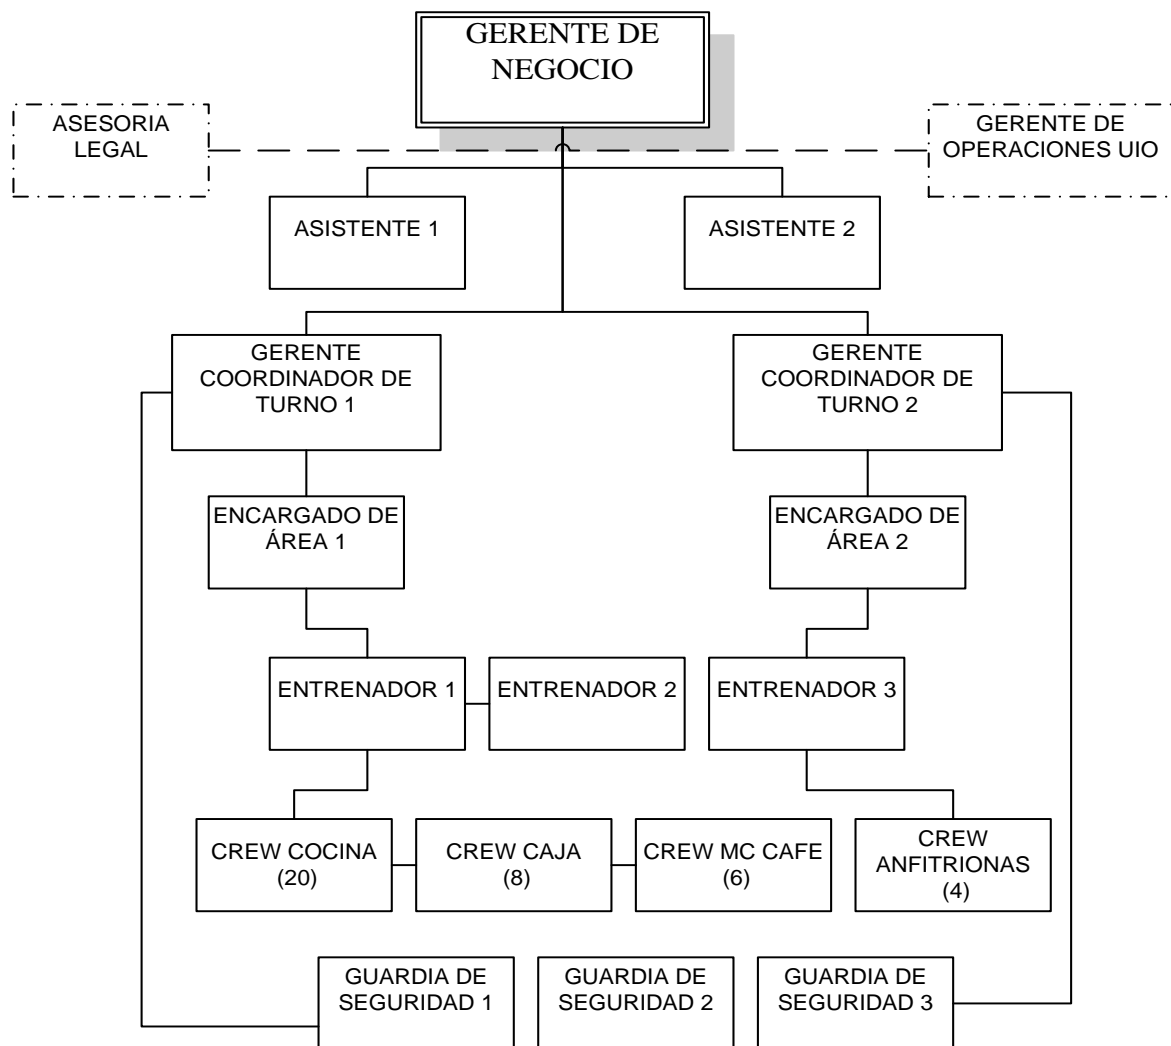 GERENTE DE
NEGOCIO
ASESORIA
LEGAL
GERENTE DE
OPERACIONES UIO
ASISTENTE 1
ASISTENTE 2
GERENTE
COORDINADOR DE
TURNO 1
GERENTE
COORDINADOR DE
TURNO 2
ENCARGADO DE
ÁREA 1
ENCARGADO DE
ÁREA 2
ENTRENADOR 1
ENTRENADOR 2
ENTRENADOR 3
CREW COCINA
(20)
CREW CAJA
(8)
CREW MC CAFE
(6)
CREW
ANFITRIONAS
(4)
GUARDIA DE
SEGURIDAD 1
GUARDIA DE
SEGURIDAD 2
GUARDIA DE
SEGURIDAD 3